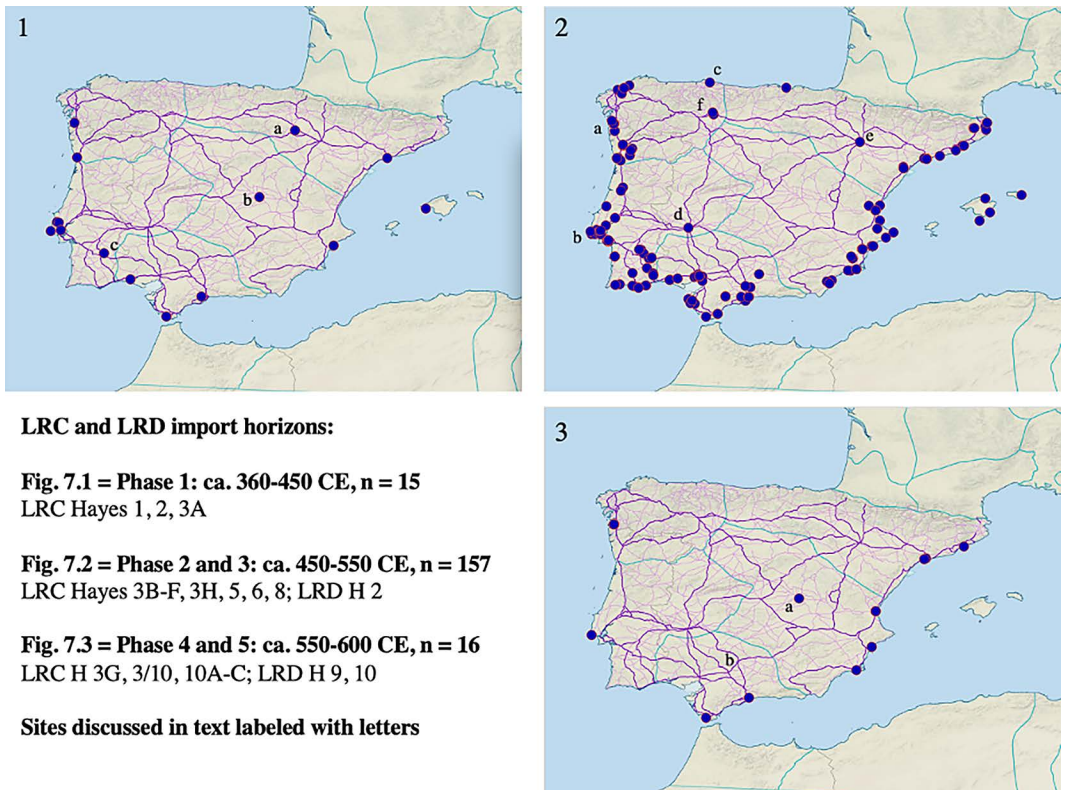 1
a
b
c
2
c
f
a
e
d
b
LRC and LRD import horizons:
Fig. 7.1 = Phase 1: ca. 360-450 CE, n = 15
LRC Hayes 1, 2, 3A
Fig. 7.2 = Phase 2 and 3: ca. 450-550 CE, n = 157
LRC Hayes 3B-F, 3H, 5, 6, 8; LRD H 2
Fig. 7.3 = Phase 4 and 5: ca. 550-600 CE, n = 16
LRC H 3G, 3/10, 10A-C; LRD H 9, 10
Sites discussed in text labeled with letters
3
a
b